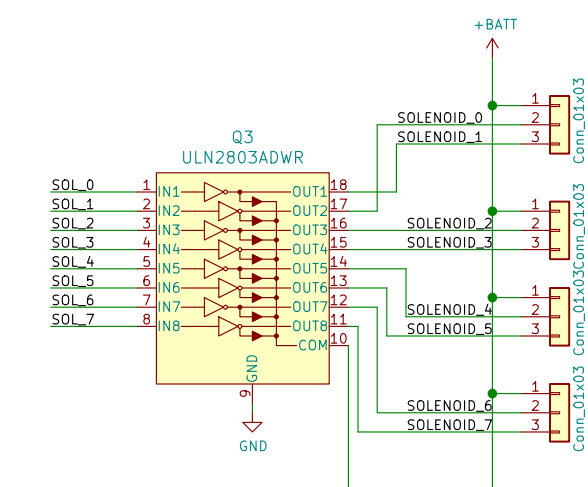 +BATT
Conn_01x03
1
2
3
SOLENOID_0
SOLENOID_1
Q3
ULN2803ADWR
SOL_0 1 IN1 OUT1 18
SOL_1 2 IN2 OUT2 17
SOL_2 3 IN3 OUT3 16 SOLENOID_2
SOL_3 4 IN4 OUT4 15 SOLENOID_3
SOL_4 5 IN5 OUT5 14
SOL_5 6 IN6 OUT6 13
SOL_6 7 IN7 OUT7 12
SOL_7 8 IN8 OUT8 11
COM 10
GND
9
GND
1
2
3
Conn_01x03
1
SOLENOID_4 2
SOLENOID_5 3
Conn_01x03
1
SOLENOID_6 2
SOLENOID_7 3
Conn_01x03